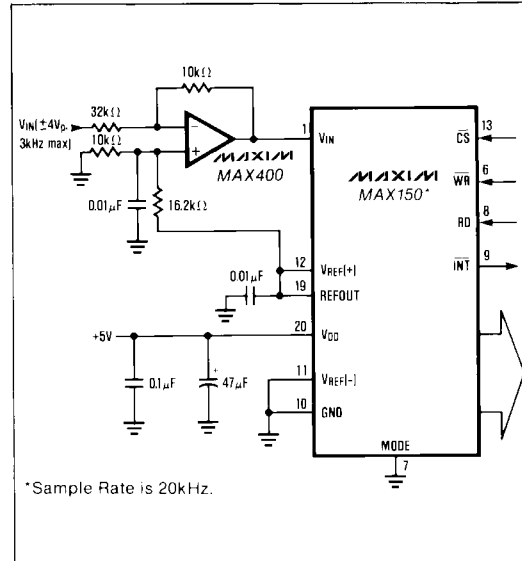 10kΩ
VIN(±4Vp.
3kHz max)
32kΩ
10kΩ
−
+
MAXIM
MAX400
0.01μF
16.2kΩ
0.01μF
+5V
0.1μF
+
47μF
1
VIN
MAXIM
MAX150*
12
VREF(+)
19
REFOUT
20
VDD
11
VREF(-)
10
GND
MODE
7
13
CS
6
WR
8
RD
9
INT
*Sample Rate is 20kHz.